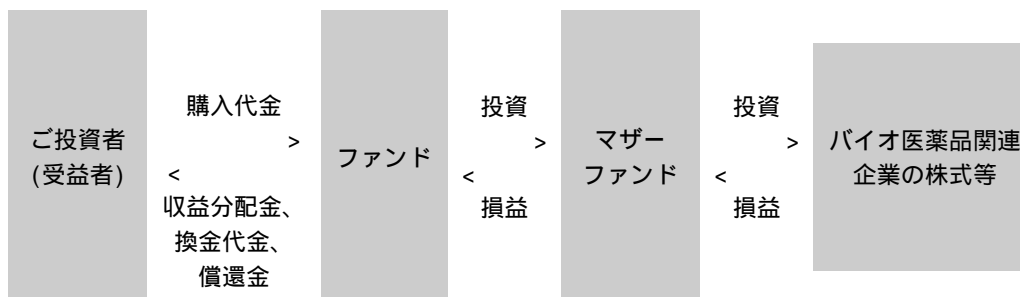 ご投資者
(受益者)
購入代金
>
<
収益分配金、
換金代金、
償還金
ファンド
投資
>
<
損益
マザー
ファンド
投資
>
<
損益
バイオ医薬品関連
企業の株式等